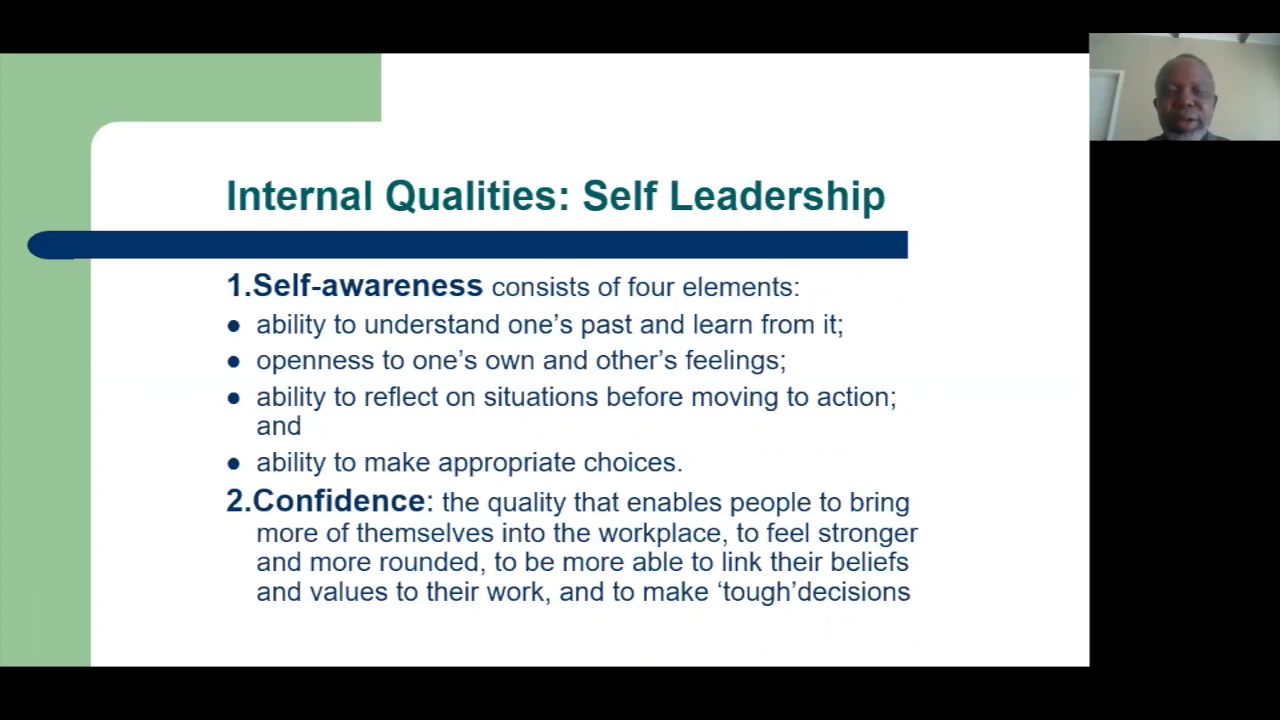 Internal Qualities: Self Leadership
1.Self-awareness consists of four elements:
● ability to understand one’s past and learn from it;
● openness to one’s own and other’s feelings;
● ability to reflect on situations before moving to action;
and
● ability to make appropriate choices.
2.Confidence: the quality that enables people to bring
more of themselves into the workplace, to feel stronger
and more rounded, to be more able to link their beliefs
and values to their work, and to make ‘tough’decisions